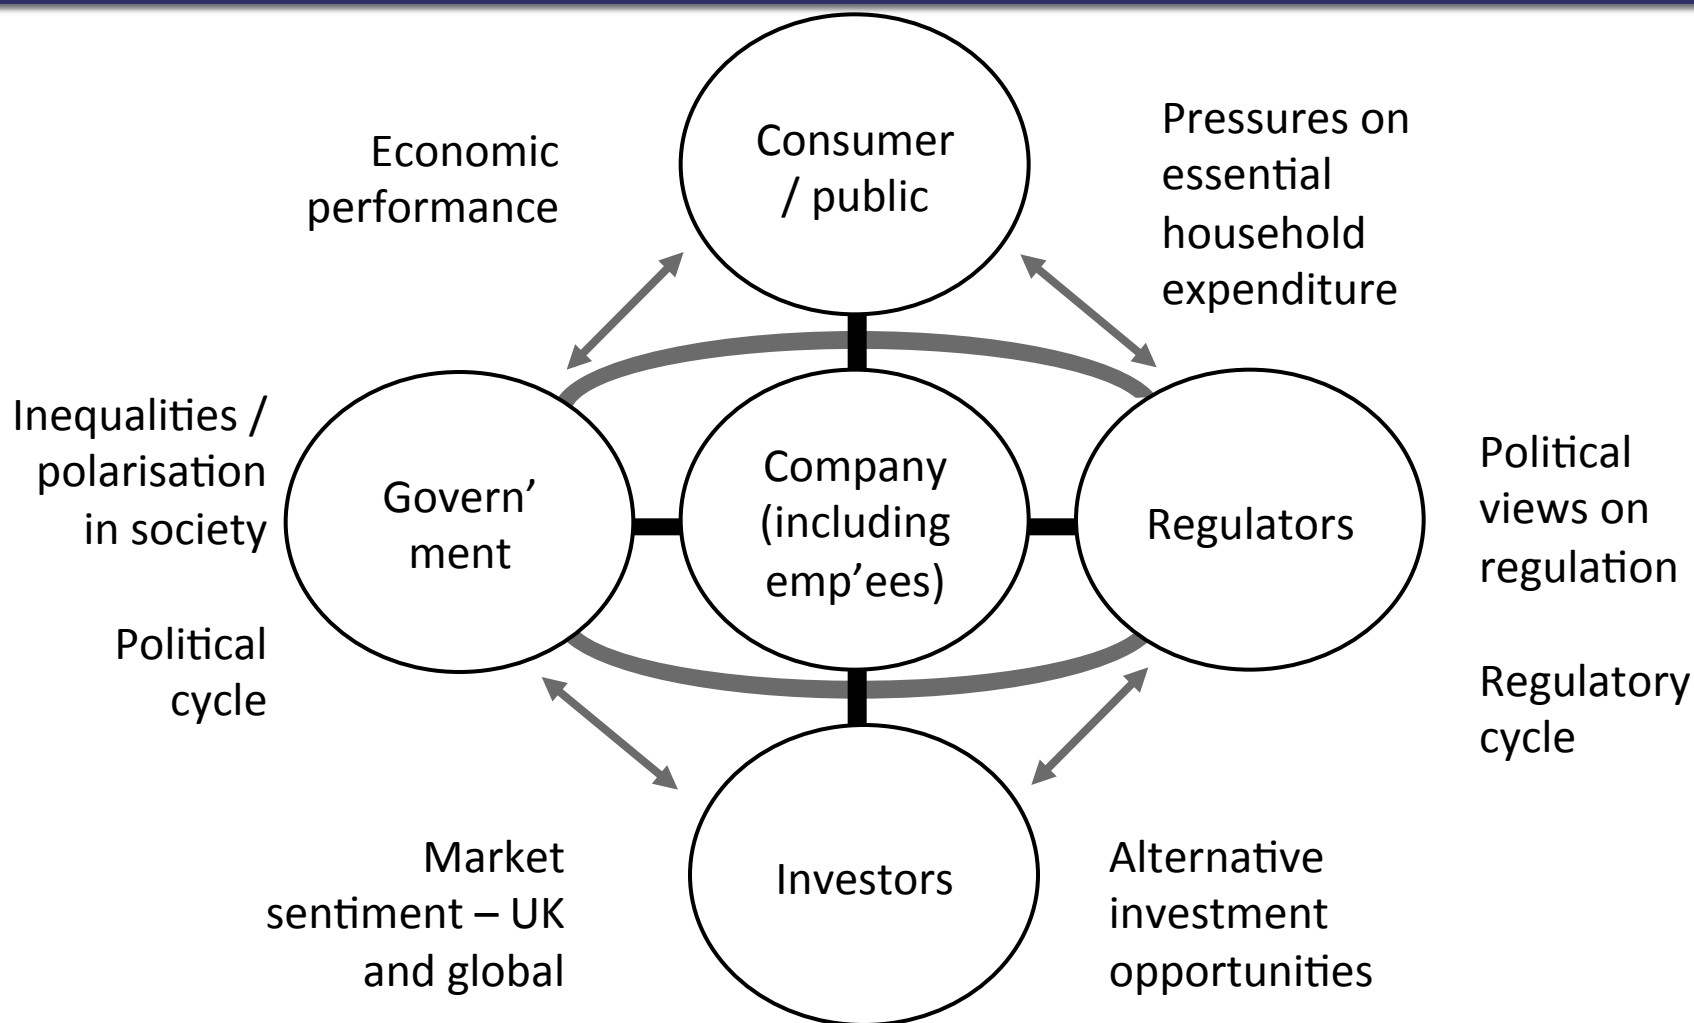 Economic
performance
Consumer
/ public
Pressures on
essential
household
expenditure
Inequalities /
polarisation
in society
Political
cycle
Govern’
ment
Company
(including
emp’ees)
Regulators
Political
views on
regulation
Regulatory
cycle
Market
sentiment – UK
and global
Investors
Alternative
investment
opportunities